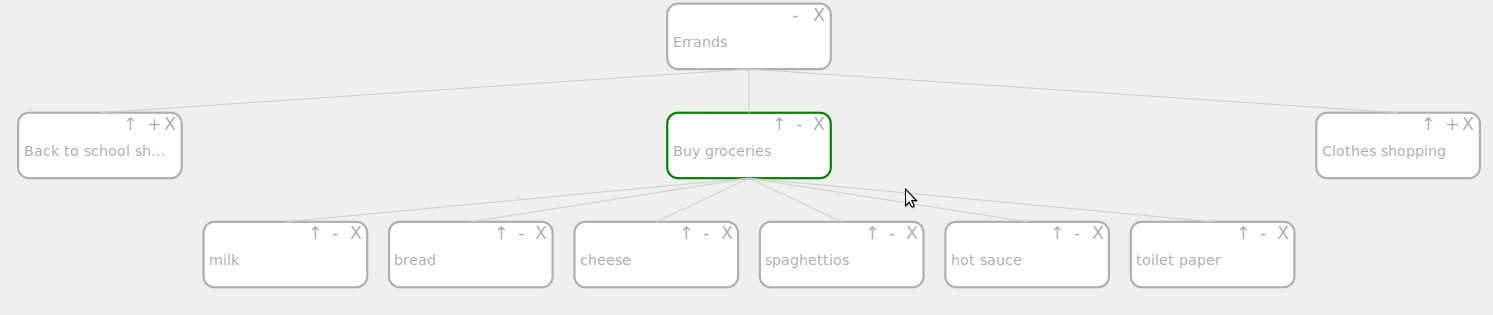 - X
Errands
↑ + X
Back to school sh...
↑ - X
Buy groceries
↑ + X
Clothes shopping
↑ - X
milk
↑ - X
bread
↑ - X
cheese
↑ - X
spaghettios
↑ - X
hot sauce
↑ - X
toilet paper